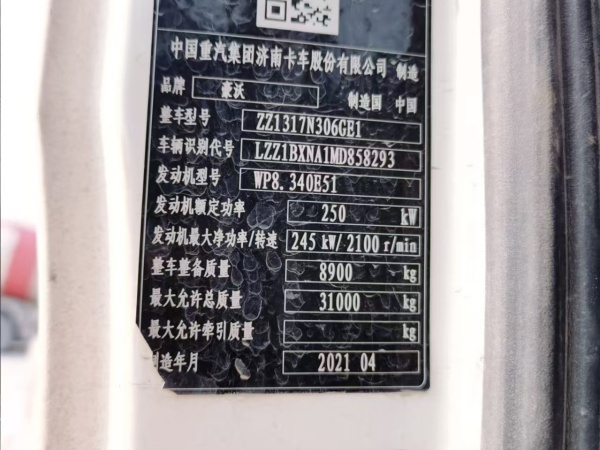 中国重汽集团济南卡车股份有限公司 制造
品牌 豪沃 制造国 中国
整车型号 ZZ1317N306GE1
车辆识别代号 LZZ1BXNA1MD858293
发动机型号 WP8.340E51
发动机额定功率 250 kW
发动机最大净功率/转速 245 kW/2100 r/min
整车整备质量 8900 kg
最大允许总质量 31000 kg
最大允许牵引质量 kg
制造年月 2021 04